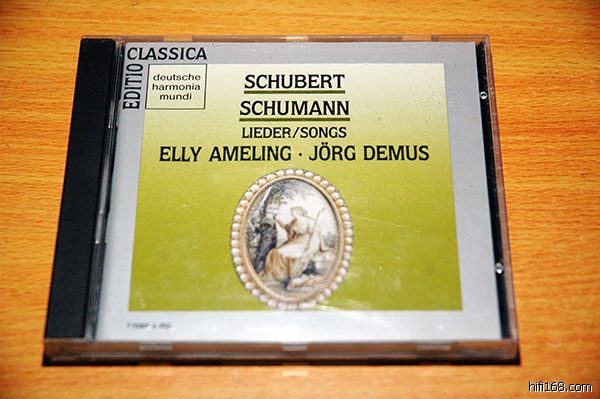 EDITIO CLASSICA
deutsche
harmonia
mundi
SCHUBERT
SCHUMANN
LIEDER/SONGS
ELLY AMELING · JÖRG DEMUS
hifi168.com